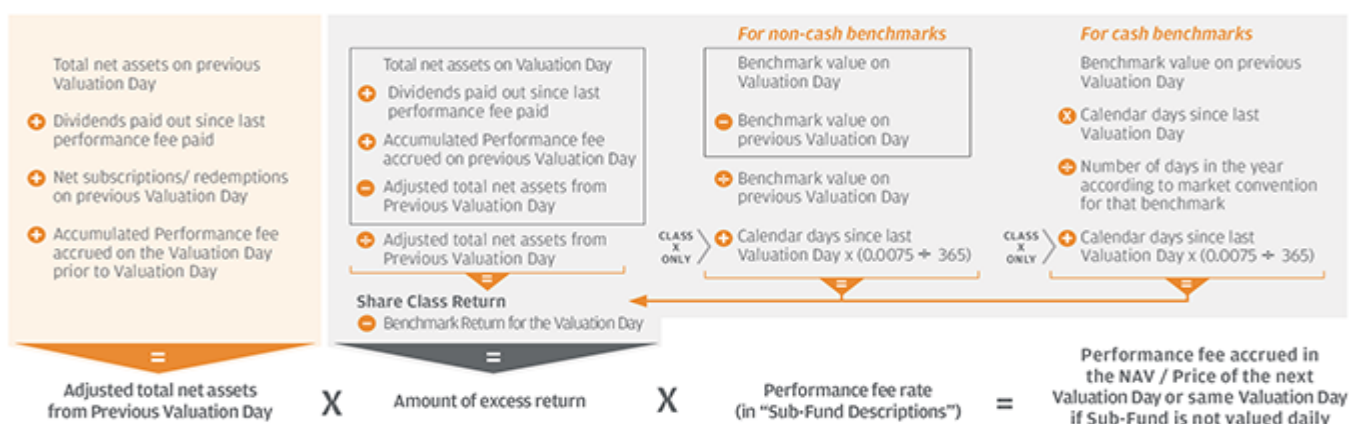 Total net assets on previous
Valuation Day
+ Dividends paid out since last
performance fee paid
+ Net subscriptions/ redemptions
on previous Valuation Day
+ Accumulated Performance fee
accrued on the Valuation Day
prior to Valuation Day
=
Adjusted total net assets
from Previous Valuation Day
X
Total net assets on Valuation Day
+ Dividends paid out since last
performance fee paid
+ Accumulated Performance fee
accrued on previous Valuation Day
− Adjusted total net assets from
Previous Valuation Day
÷ Adjusted total net assets from
Previous Valuation Day
=
Share Class Return
− Benchmark Return for the Valuation Day
=
Amount of excess return
For non-cash benchmarks
Benchmark value on
Valuation Day
− Benchmark value on
previous Valuation Day
÷ Benchmark value on
previous Valuation Day
CLASS
X
ONLY
+ Calendar days since last
Valuation Day x (0.0075 ÷ 365)
=
For cash benchmarks
Benchmark value on previous
Valuation Day
x Calendar days since last
Valuation Day
÷ Number of days in the year
according to market convention
for that benchmark
CLASS
X
ONLY
+ Calendar days since last
Valuation Day x (0.0075 ÷ 365)
=
X
Performance fee rate
(in “Sub-Fund Descriptions”)
=
Performance fee accrued in
the NAV / Price of the next
Valuation Day or same Valuation Day
if Sub-Fund is not valued daily